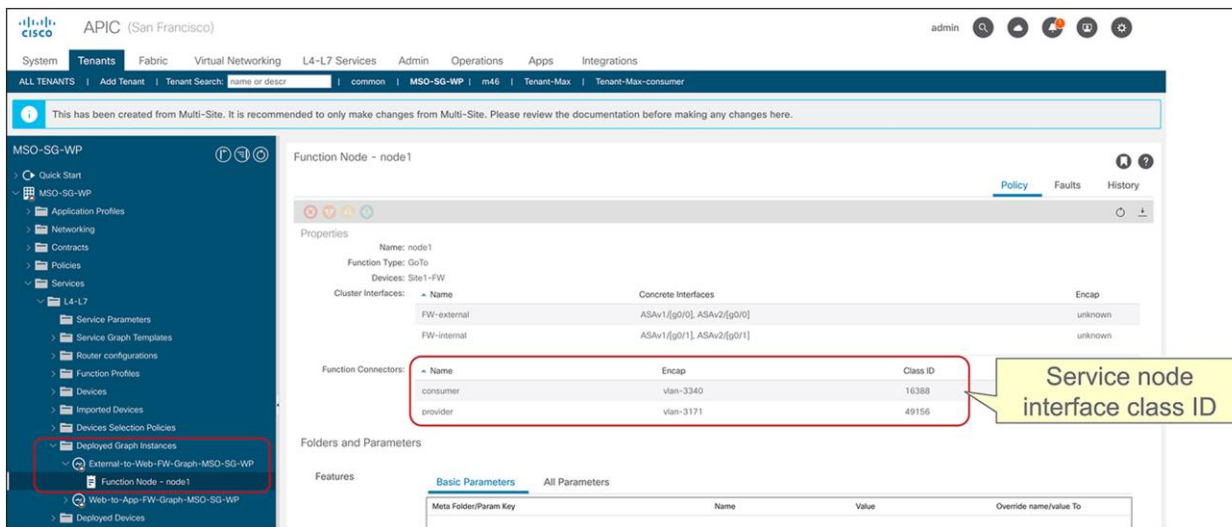 CISCO APIC (San Francisco) admin
System Tenants Fabric Virtual Networking L4-L7 Services Admin Operations Apps Integrations
ALL TENANTS | Add Tenant | Tenant Search: name or descr | common | MSO-SG-WP | m46 | Tenant-Max | Tenant-Max-consumer
This has been created from Multi-Site. It is recommended to only make changes from Multi-Site. Please review the documentation before making any changes here.
MSO-SG-WP
Quick Start
MSO-SG-WP
Application Profiles
Networking
Contracts
Policies
Services
L4-L7
Service Parameters
Service Graph Templates
Router configurations
Function Profiles
Devices
Imported Devices
Devices Selection Policies
Deployed Graph Instances
External-to-Web-FW-Graph-MSO-SG-WP
Function Node - node1
Web-to-App-FW-Graph-MSO-SG-WP
Deployed Devices
Function Node - node1
Policy Faults History
Properties
Name: node1
Function Type: GoTo
Devices: Site1-FW
Cluster Interfaces: Name Concrete Interfaces Encap
FW-external ASAv1/[g0/0], ASAv2/[g0/0] unknown
FW-internal ASAv1/[g0/1], ASAv2/[g0/1] unknown
Function Connectors: Name Encap Class ID
consumer vlan-3340 16388
provider vlan-3171 49156
Service node
interface class ID
Folders and Parameters
Features Basic Parameters All Parameters
Meta Folder/Param Key Name Value Override name/value To